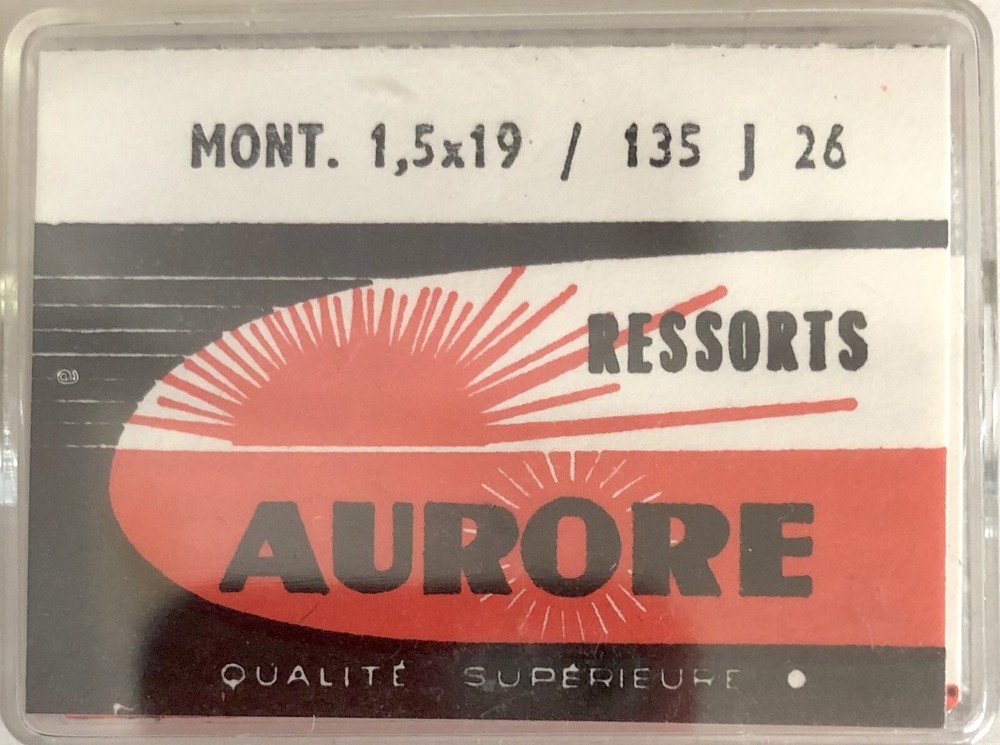 MONT. 1,5x19 / 135 J 26
RESSORTS
AURORE
QUALITÉ SUPÉRIEURE